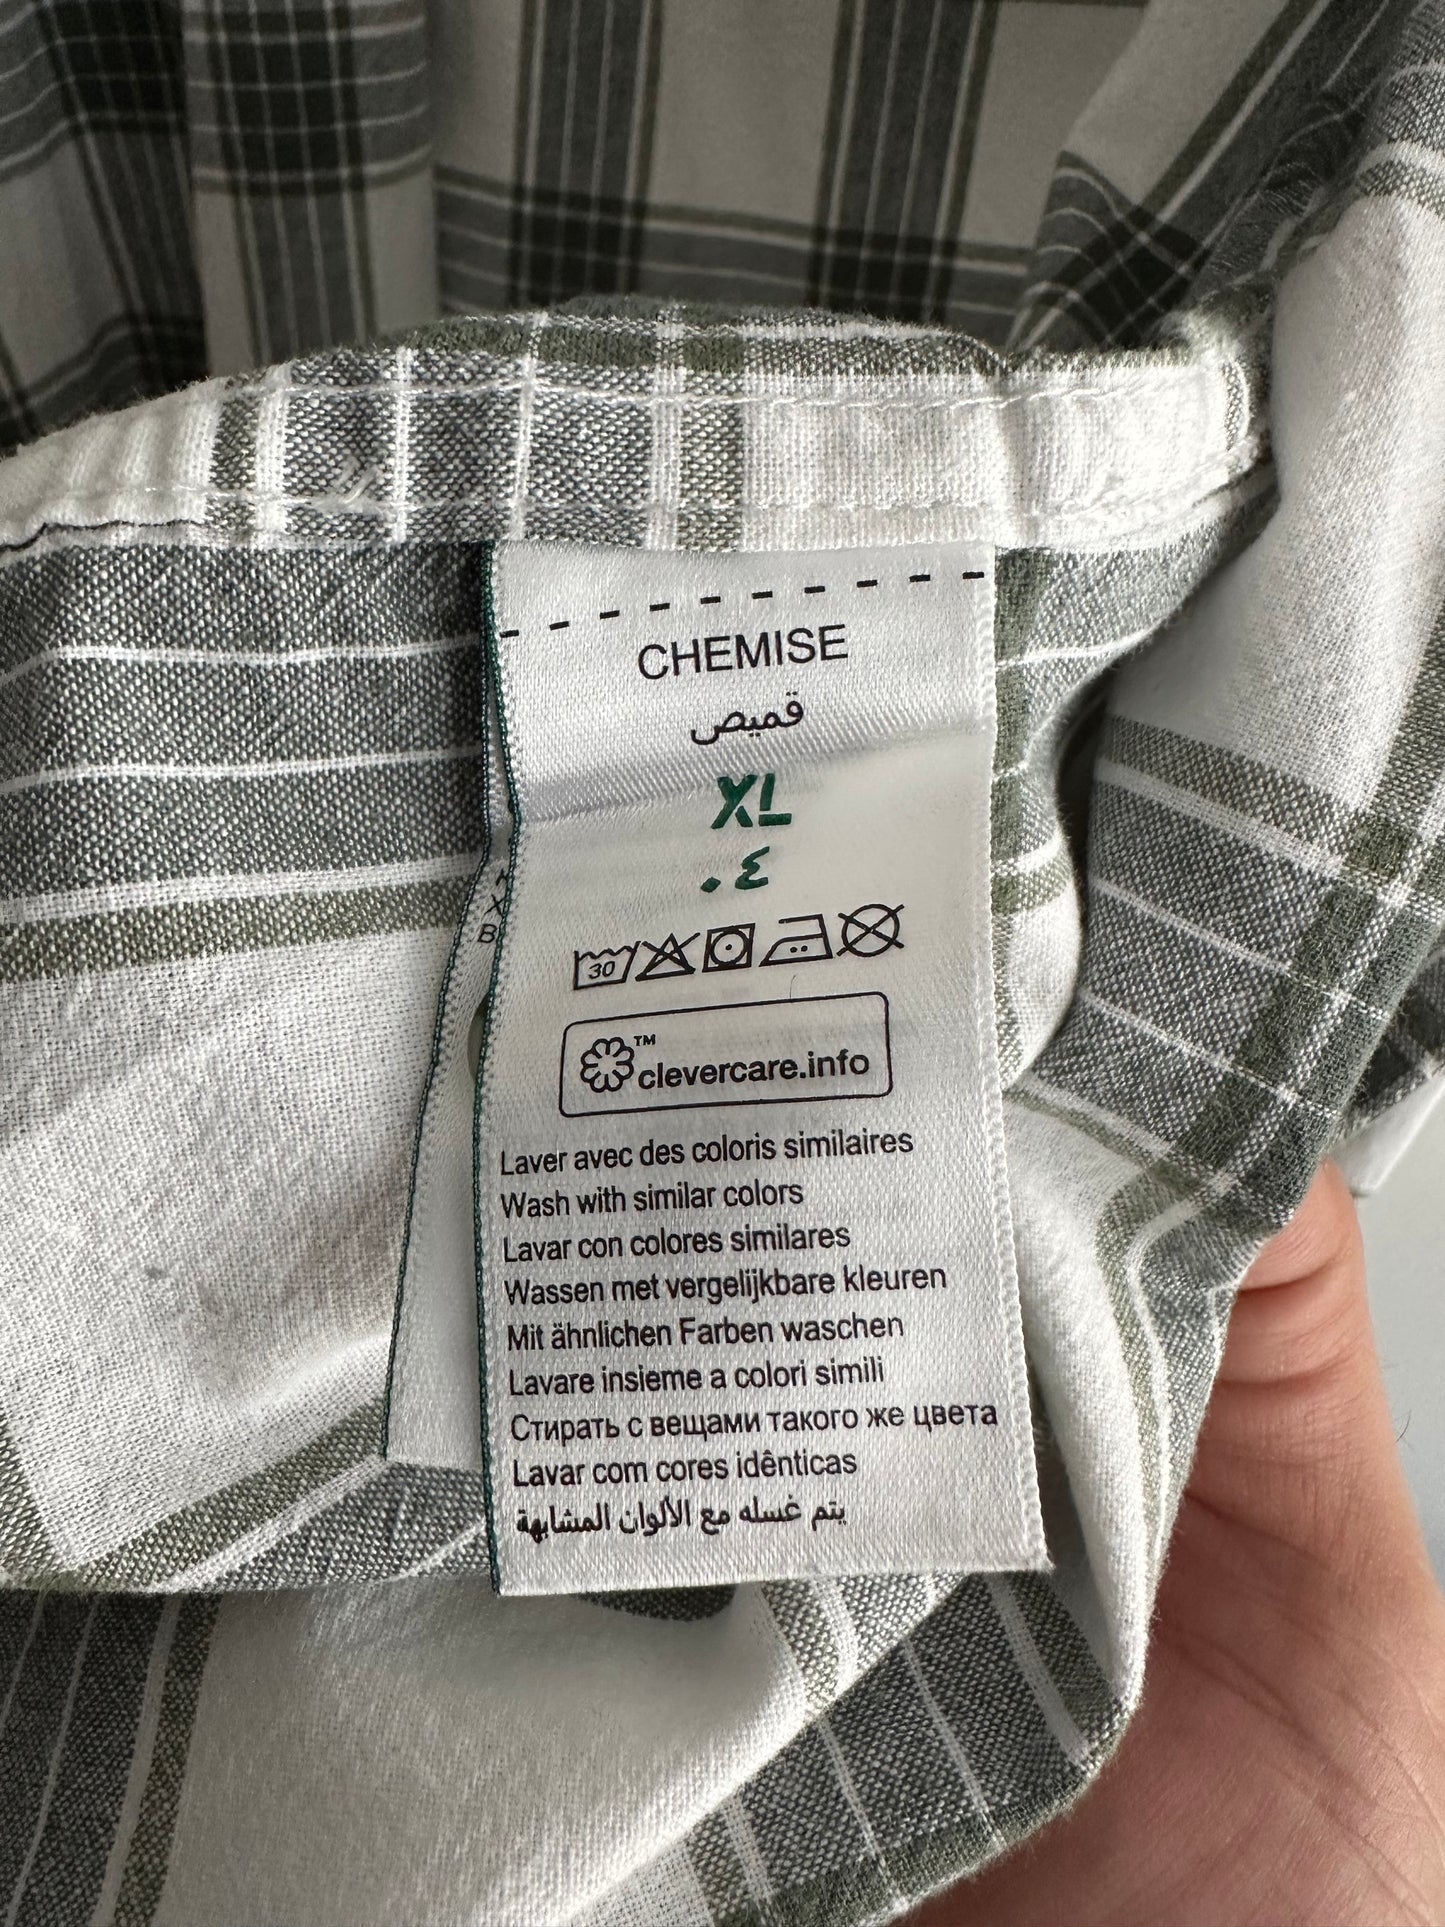 CHEMISE
قميص
XL
٤.
30
™
clevercare.info
Laver avec des coloris similaires
Wash with similar colors
Lavar con colores similares
Wassen met vergelijkbare kleuren
Mit ähnlichen Farben waschen
Lavare insieme a colori simili
Стирать с вещами такого же цвета
Lavar com cores idênticas
يتم غسله مع الألوان المشابهة